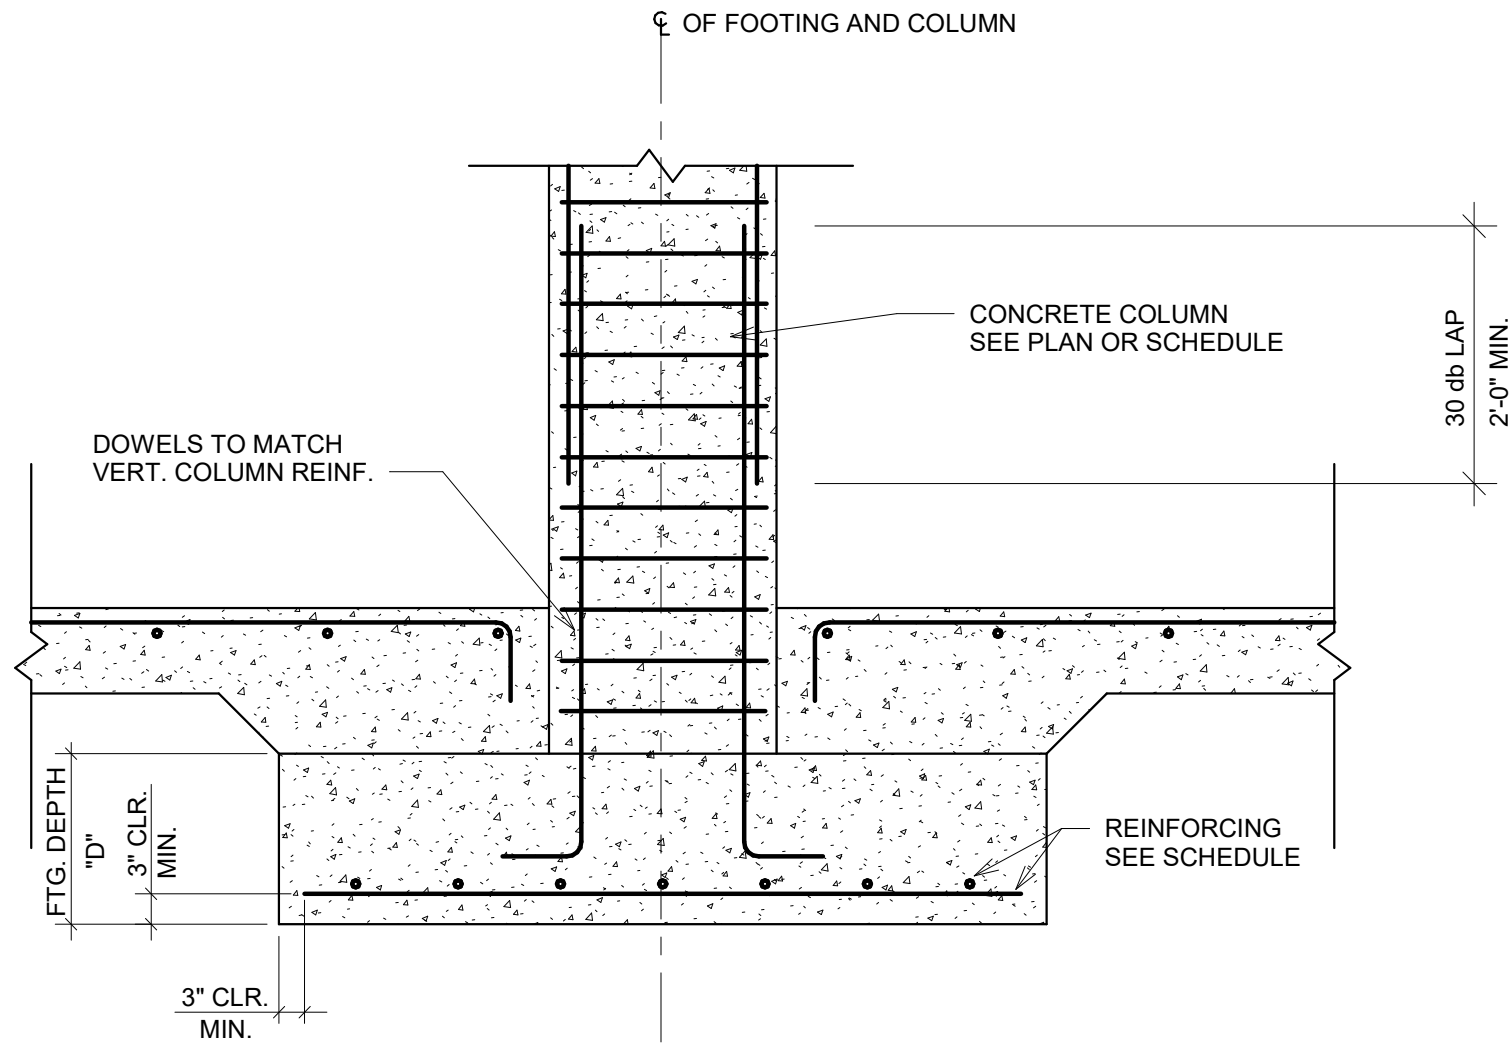 ℄ OF FOOTING AND COLUMN
CONCRETE COLUMN
SEE PLAN OR SCHEDULE
30 db LAP
2'-0" MIN.
DOWELS TO MATCH
VERT. COLUMN REINF.
FTG. DEPTH
"D"
3" CLR.
MIN.
REINFORCING
SEE SCHEDULE
3" CLR.
MIN.